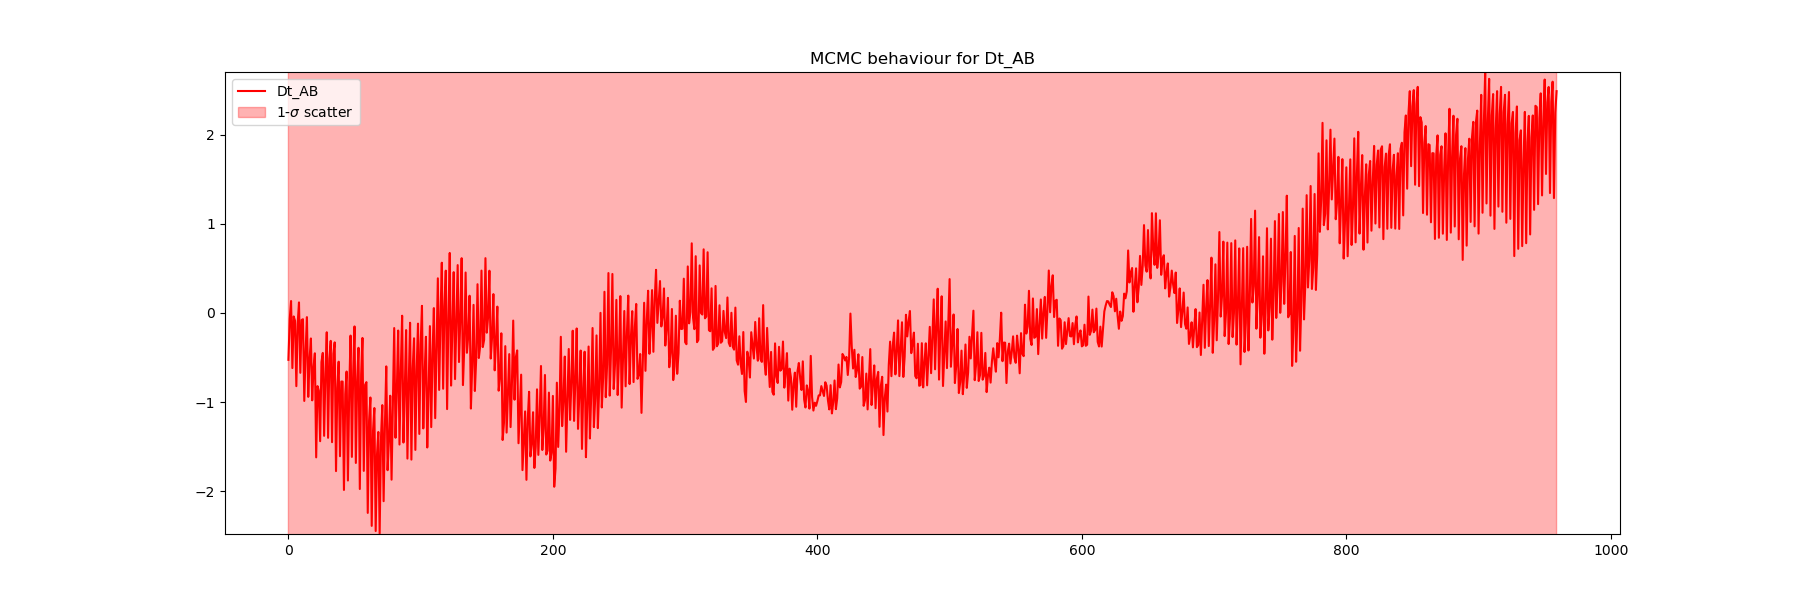 MCMC behaviour for Dt_AB
Dt_AB
1-σ scatter
2
1
0
−1
−2
0 200 400 600 800 1000